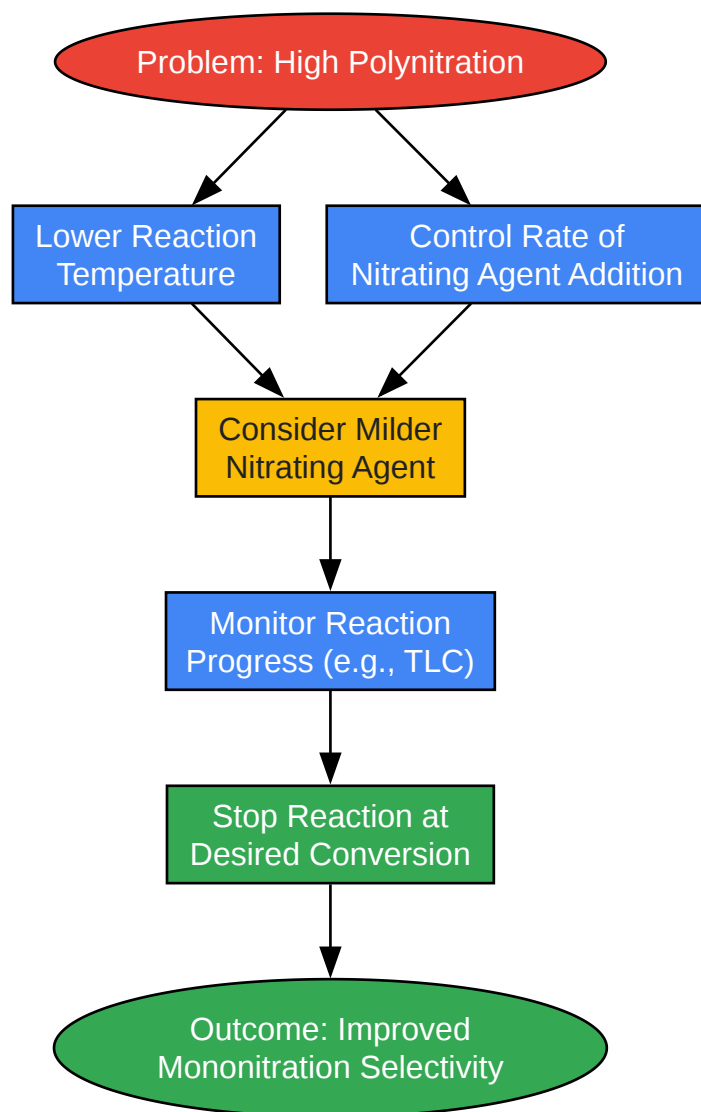 Problem: High Polynitration
Lower Reaction
Temperature
Control Rate of
Nitrating Agent Addition
Consider Milder
Nitrating Agent
Monitor Reaction
Progress (e.g., TLC)
Stop Reaction at
Desired Conversion
Outcome: Improved
Mononitration Selectivity